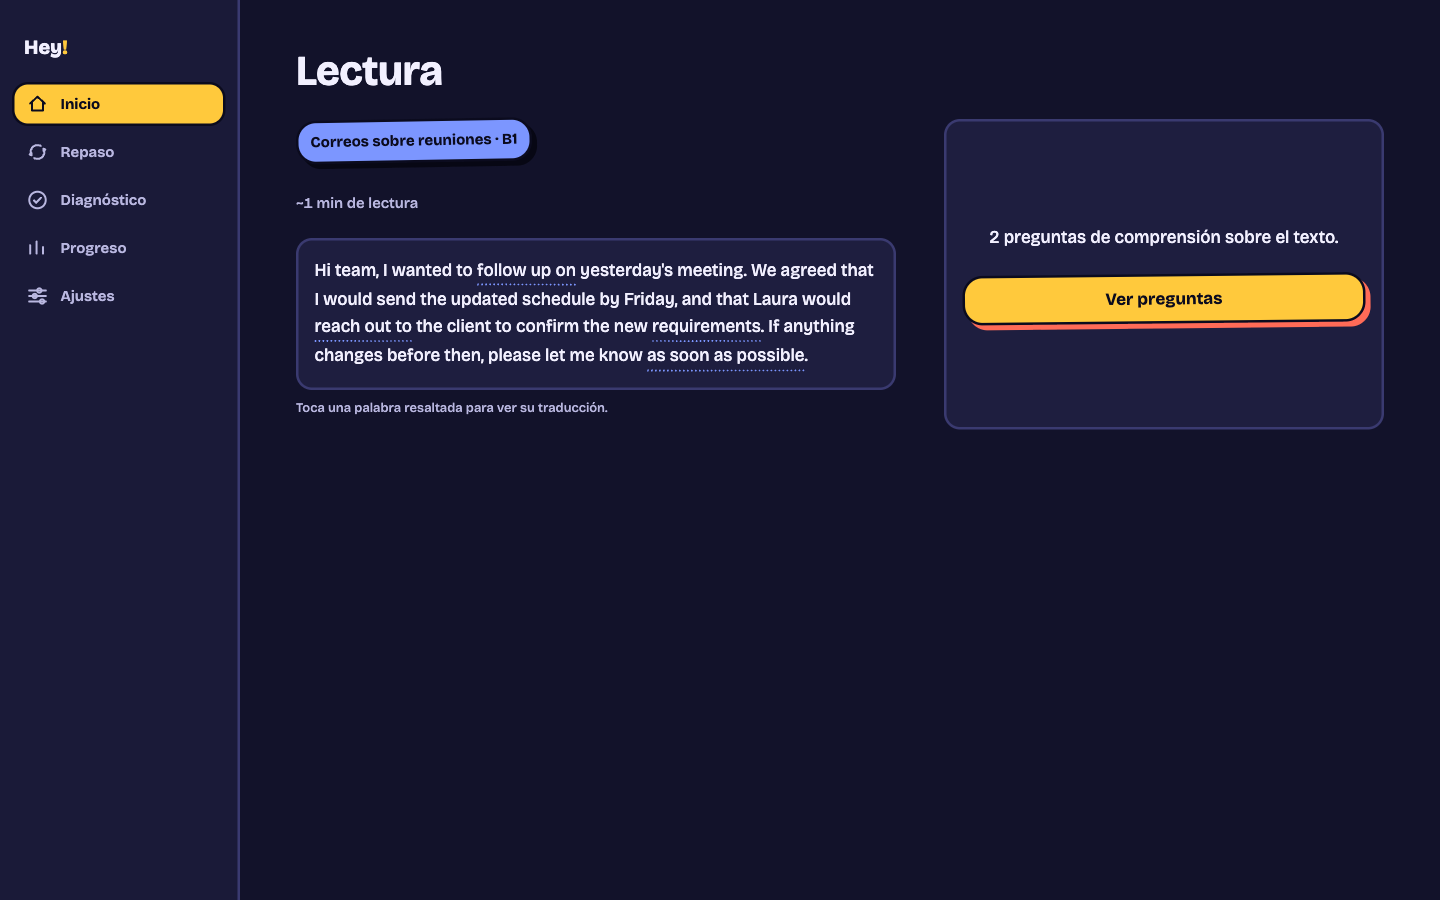 Hey!
Inicio
Repaso
Diagnóstico
Progreso
Ajustes
Lectura
Correos sobre reuniones · B1
~1 min de lectura
Hi team, I wanted to follow up on yesterday's meeting. We agreed that
I would send the updated schedule by Friday, and that Laura would
reach out to the client to confirm the new requirements. If anything
changes before then, please let me know as soon as possible.
Toca una palabra resaltada para ver su traducción.
2 preguntas de comprensión sobre el texto.
Ver preguntas